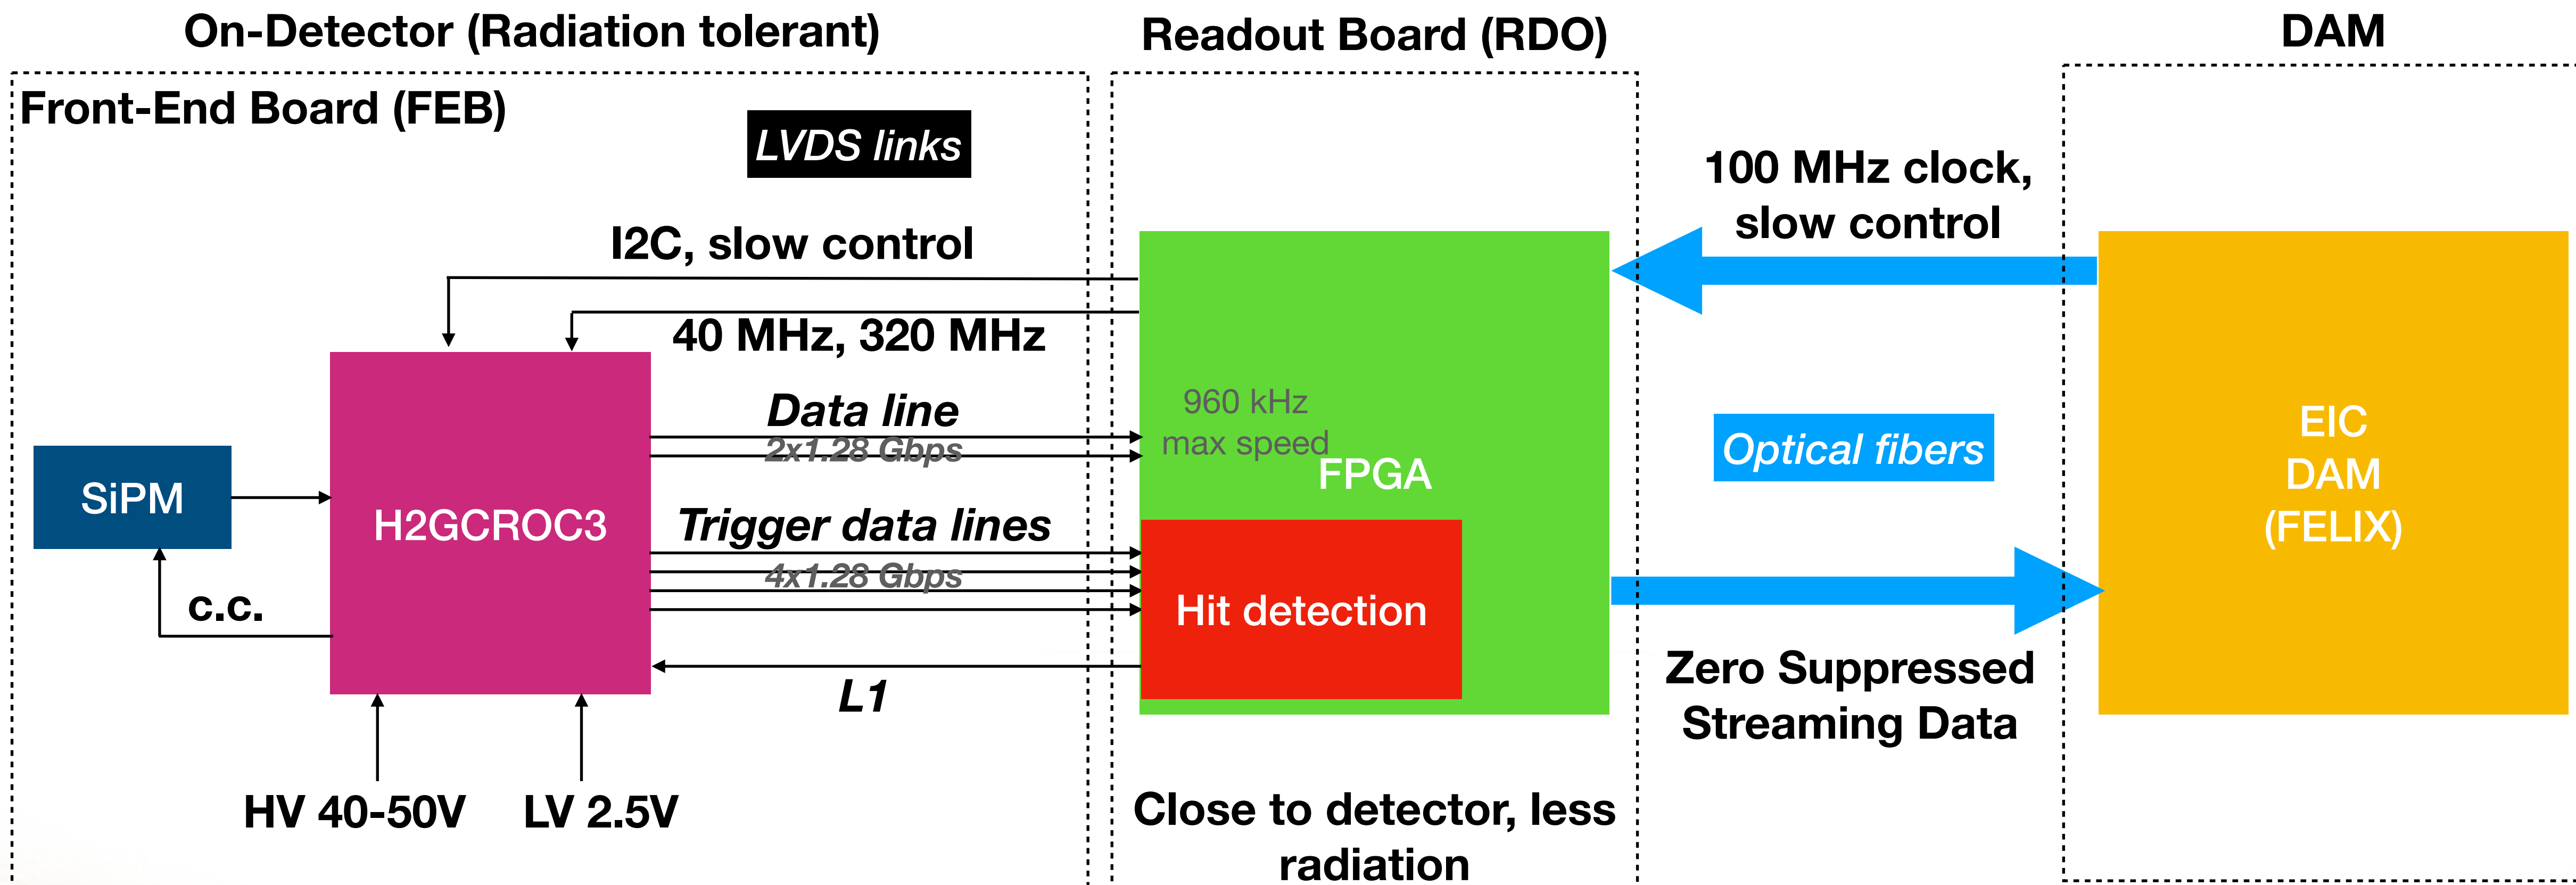 On-Detector (Radiation tolerant)
Readout Board (RDO)
DAM
Front-End Board (FEB)
LVDS links
100 MHz clock,
slow control
I2C, slow control
40 MHz, 320 MHz
Data line
2x1.28 Gbps
960 kHz
max speed
FPGA
SiPM
H2GCROC3
Trigger data lines
4x1.28 Gbps
Hit detection
c.c.
L1
HV 40-50V
LV 2.5V
Optical fibers
EIC
DAM
(FELIX)
Zero Suppressed
Streaming Data
Close to detector, less
radiation